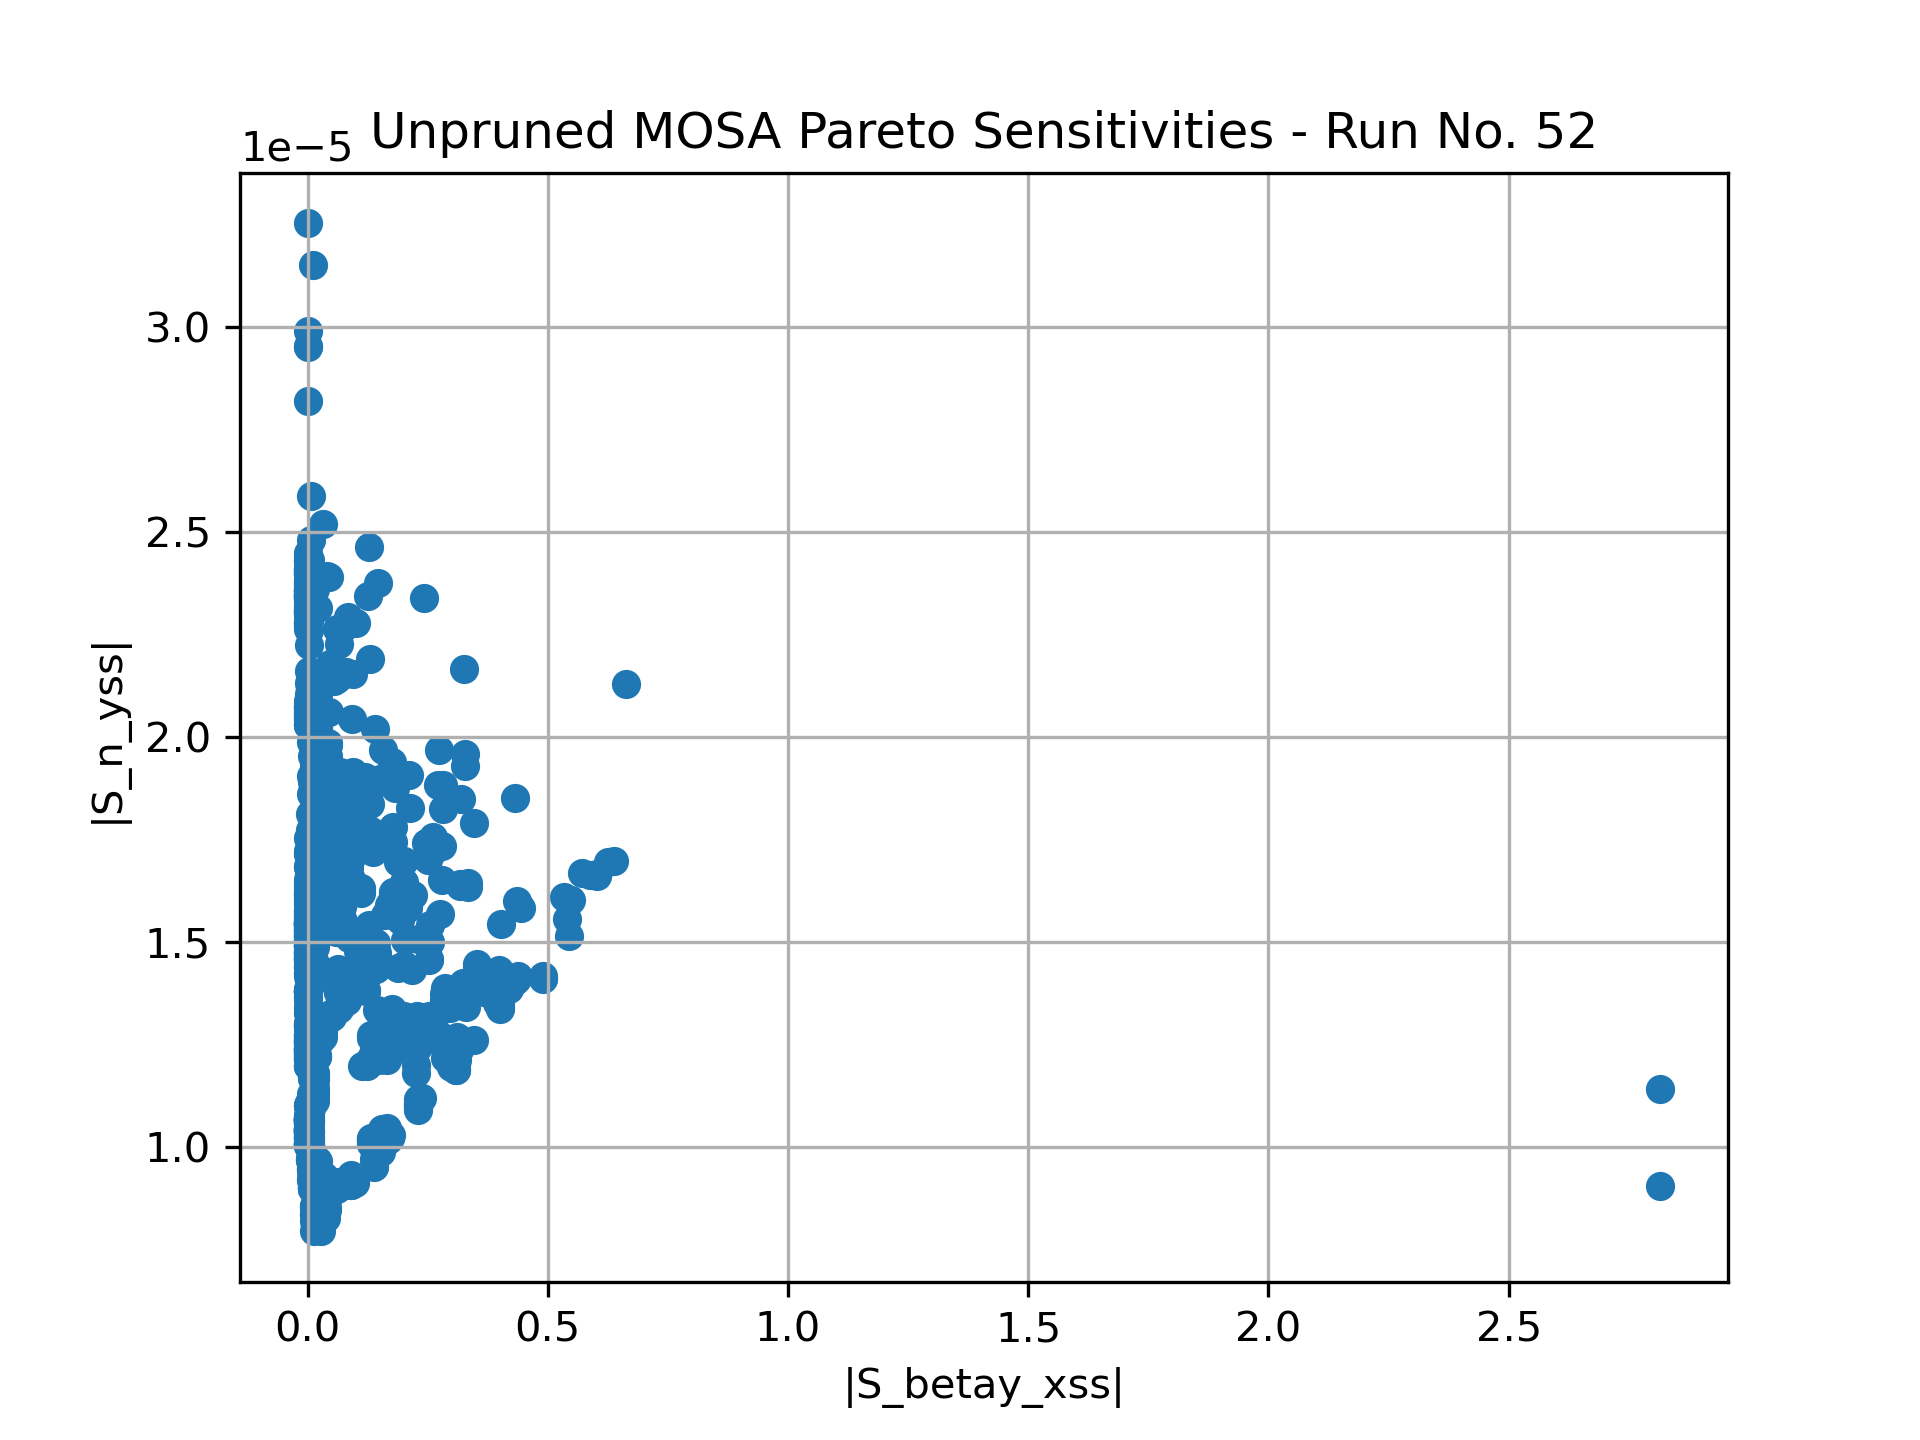 Unpruned MOSA Pareto Sensitivities - Run No. 52
1e−5
3.0
2.5
2.0
1.5
1.0
|S_n_yss|
0.0 0.5 1.0 1.5 2.0 2.5
|S_betay_xss|